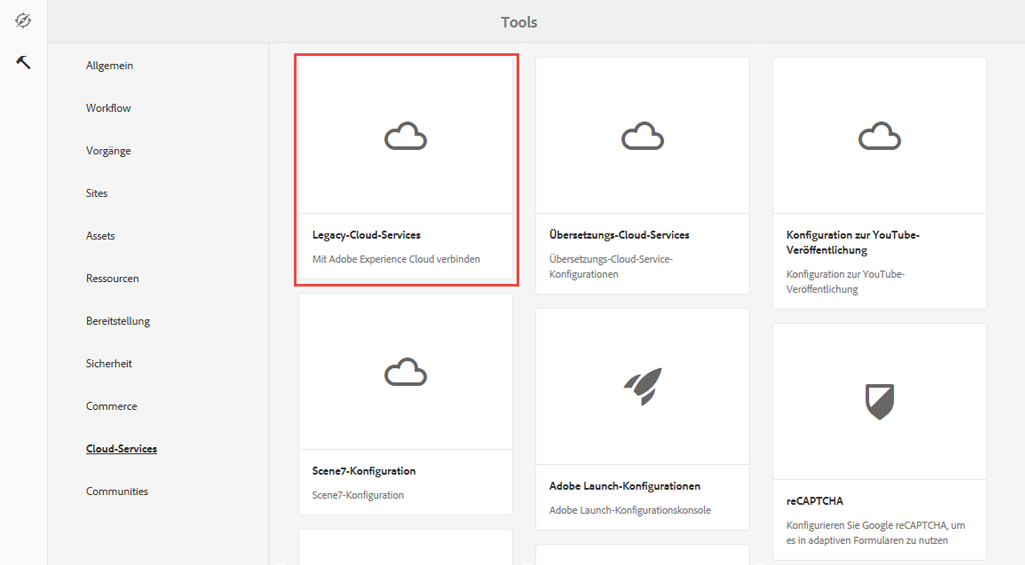 Tools
Allgemein
Workflow
Vorgänge
Sites
Assets
Ressourcen
Bereitstellung
Sicherheit
Commerce
Cloud-Services
Communities
Legacy-Cloud-Services
Mit Adobe Experience Cloud verbinden
Übersetzungs-Cloud-Services
Übersetzungs-Cloud-Service-
Konfigurationen
Konfiguration zur YouTube-
Veröffentlichung
Konfiguration zur YouTube-
Veröffentlichung
Scene7-Konfiguration
Scene7-Konfiguration
Adobe Launch-Konfigurationen
Adobe Launch-Konfigurationskonsole
reCAPTCHA
Konfigurieren Sie Google reCAPTCHA, um
es in adaptiven Formularen zu nutzen